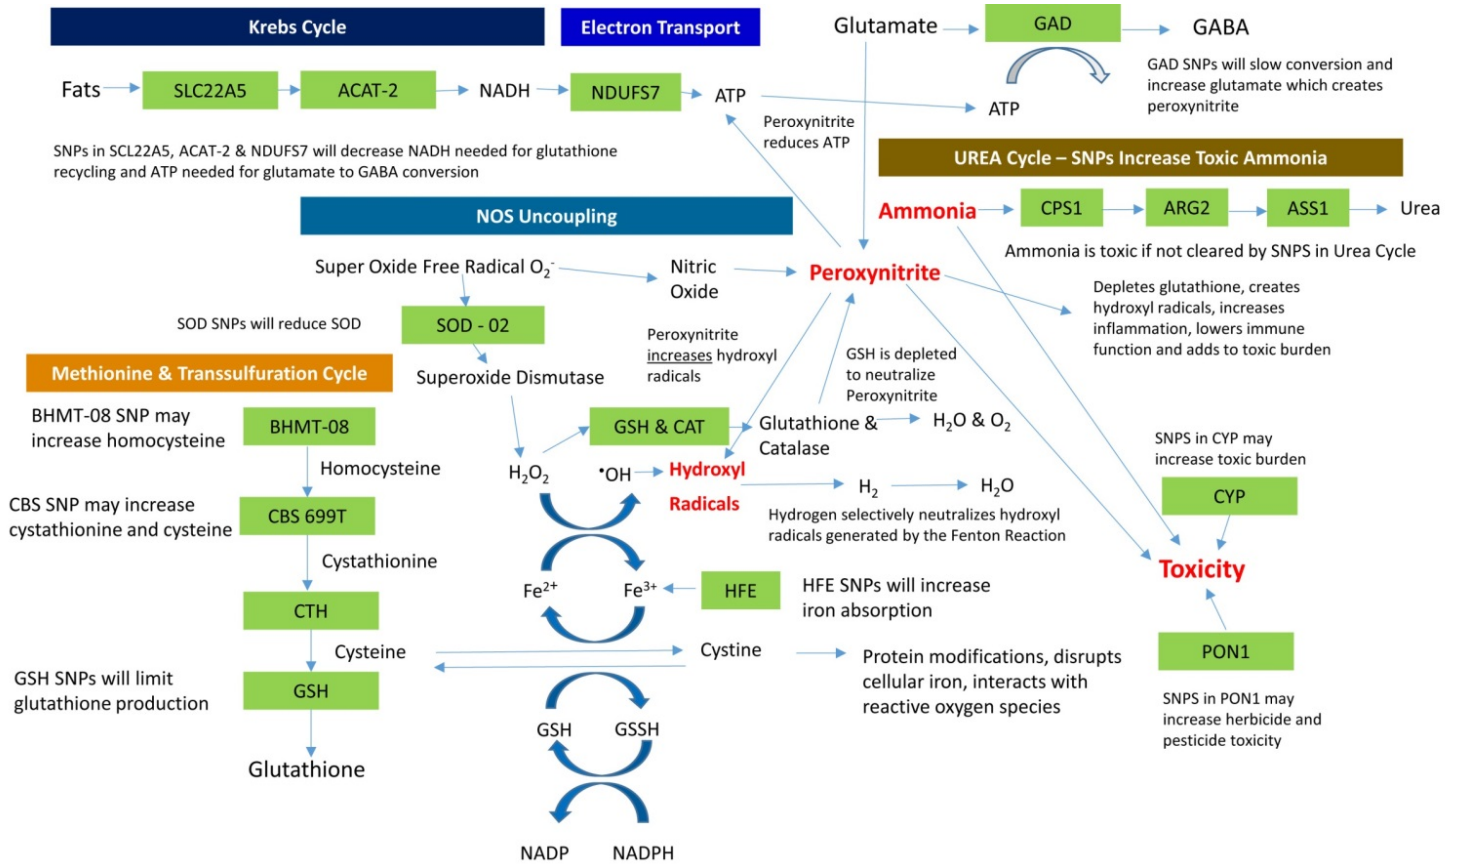 Krebs Cycle
Electron Transport
Glutamate
GAD
GABA
Fats
SLC22A5
ACAT-2
NADH
NDUFS7
ATP
ATP
GAD SNPs will slow conversion and
increase glutamate which creates
peroxynitrite
Peroxynitrite
reduces ATP
SNPs in SCL22A5, ACAT-2 & NDUFS7 will decrease NADH needed for glutathione
recycling and ATP needed for glutamate to GABA conversion
UREA Cycle – SNPs Increase Toxic Ammonia
NOS Uncoupling
Ammonia
CPS1
ARG2
ASS1
Urea
Ammonia is toxic if not cleared by SNPS in Urea Cycle
Super Oxide Free Radical O₂⁻
Nitric
Oxide
Peroxynitrite
Depletes glutathione, creates
hydroxyl radicals, increases
inflammation, lowers immune
function and adds to toxic burden
SOD SNPs will reduce SOD
SOD - 02
Peroxynitrite
increases hydroxyl
radicals
GSH is depleted
to neutralize
Peroxynitrite
Methionine & Transsulfuration Cycle
Superoxide Dismutase
BHMT-08 SNP may
increase homocysteine
BHMT-08
GSH & CAT
Glutathione &
Catalase
H₂O & O₂
Homocysteine
H₂O₂
•OH
Hydroxyl
Radicals
H₂
H₂O
SNPS in CYP may
increase toxic burden
CYP
CBS SNP may increase
cystathionine and cysteine
CBS 699T
Hydrogen selectively neutralizes hydroxyl
radicals generated by the Fenton Reaction
Cystathionine
Toxicity
Fe²⁺
Fe³⁺
HFE
HFE SNPs will increase
iron absorption
CTH
Cysteine
Cystine
Protein modifications, disrupts
cellular iron, interacts with
reactive oxygen species
PON1
GSH SNPs will limit
glutathione production
GSH
SNPS in PON1 may
increase herbicide and
pesticide toxicity
GSH
GSSH
Glutathione
NADP
NADPH